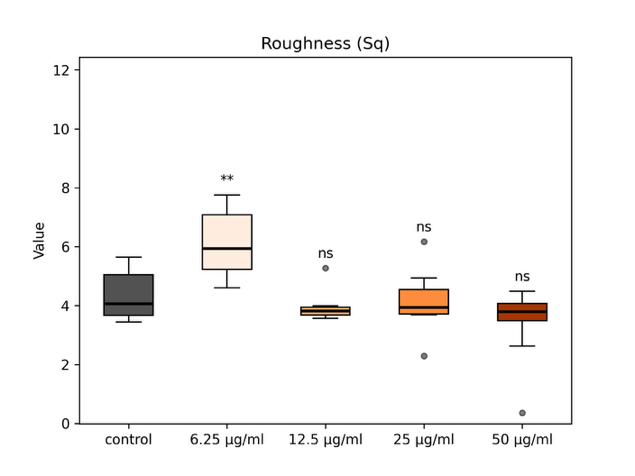 Roughness (Sq)
12
10
8
6
4
2
0
Value
**
ns
ns
ns
control
6.25 µg/ml
12.5 µg/ml
25 µg/ml
50 µg/ml